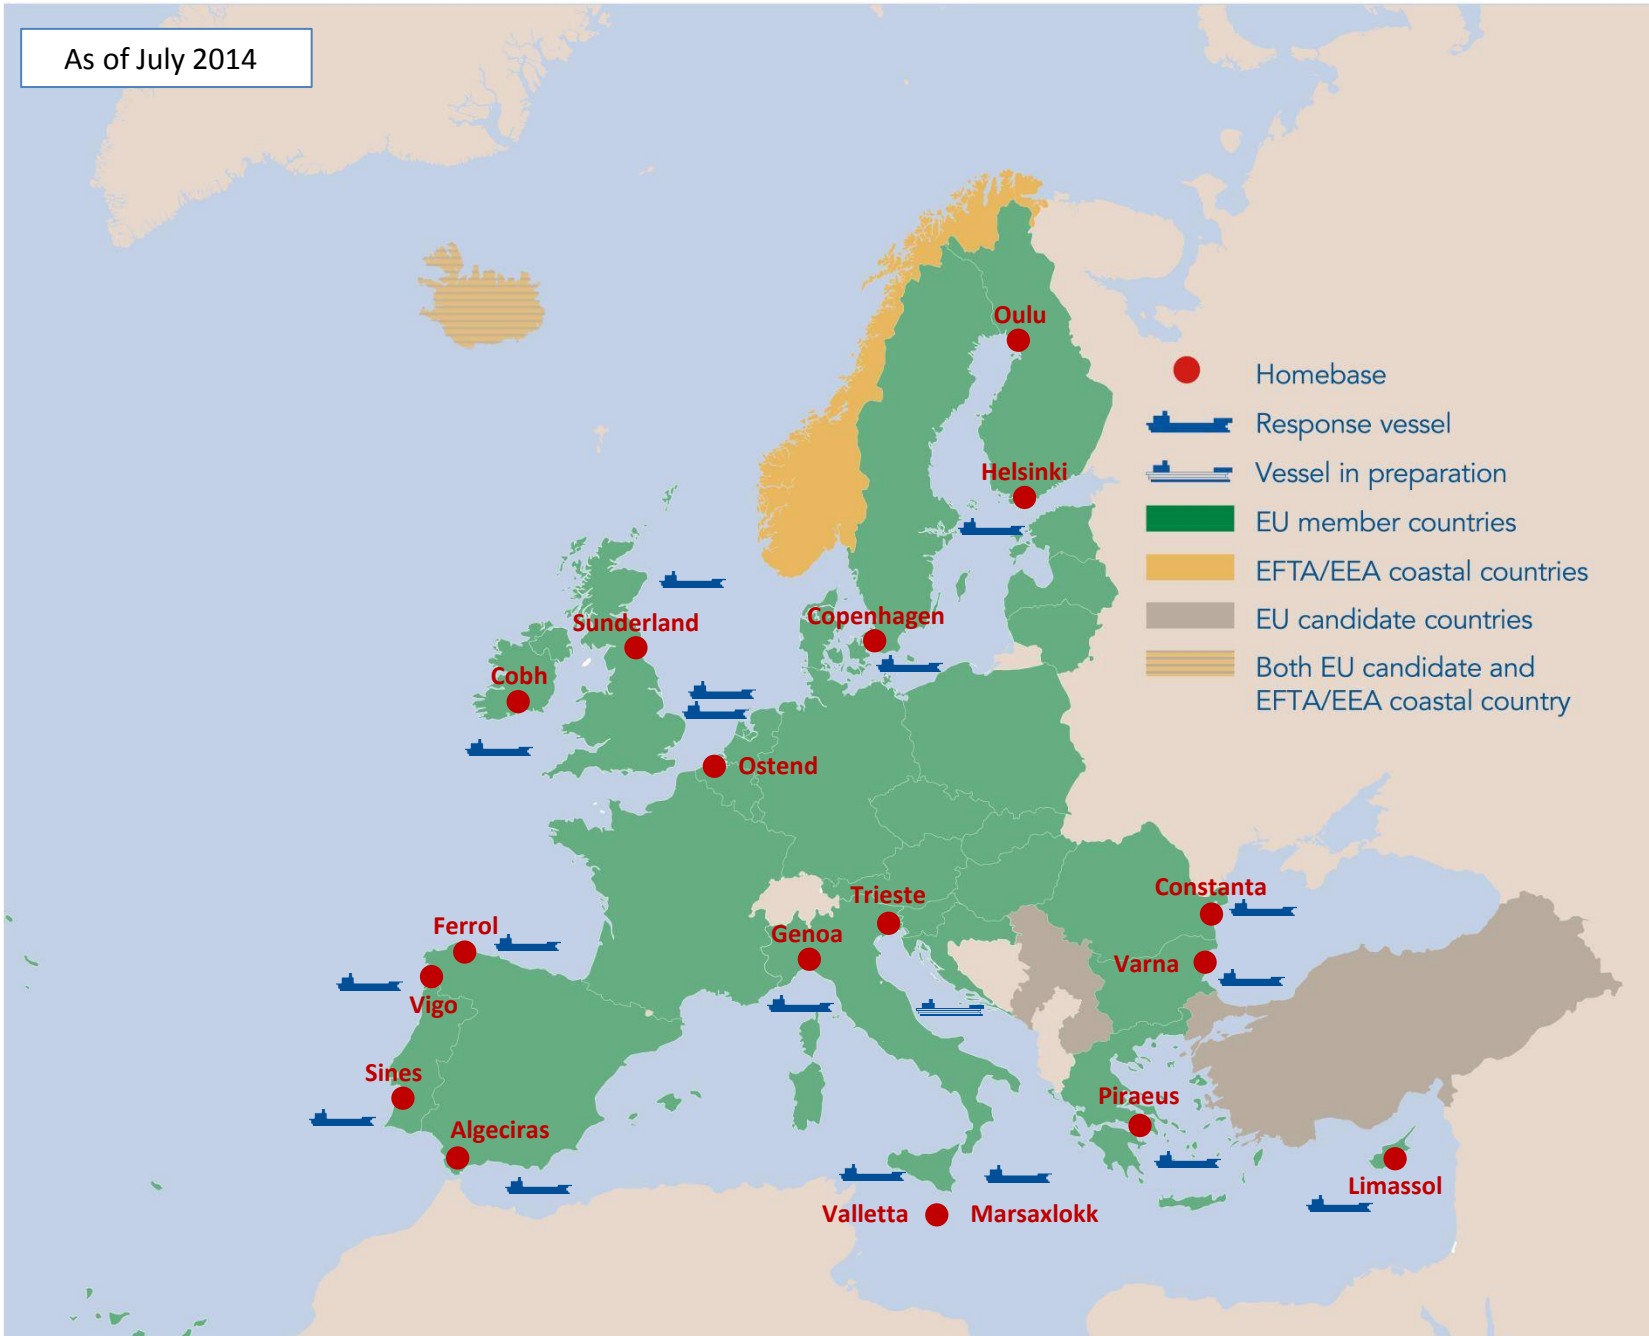 As of July 2014
Oulu
Homebase
Response vessel
Helsinki
Vessel in preparation
EU member countries
EFTA/EEA coastal countries
Copenhagen
Sunderland
EU candidate countries
Cobh
Both EU candidate and
EFTA/EEA coastal country
Ostend
Constanta
Trieste
Ferrol
Genoa
Varna
Vigo
Sines
Piraeus
Algeciras
Limassol
Valletta
Marsaxlokk